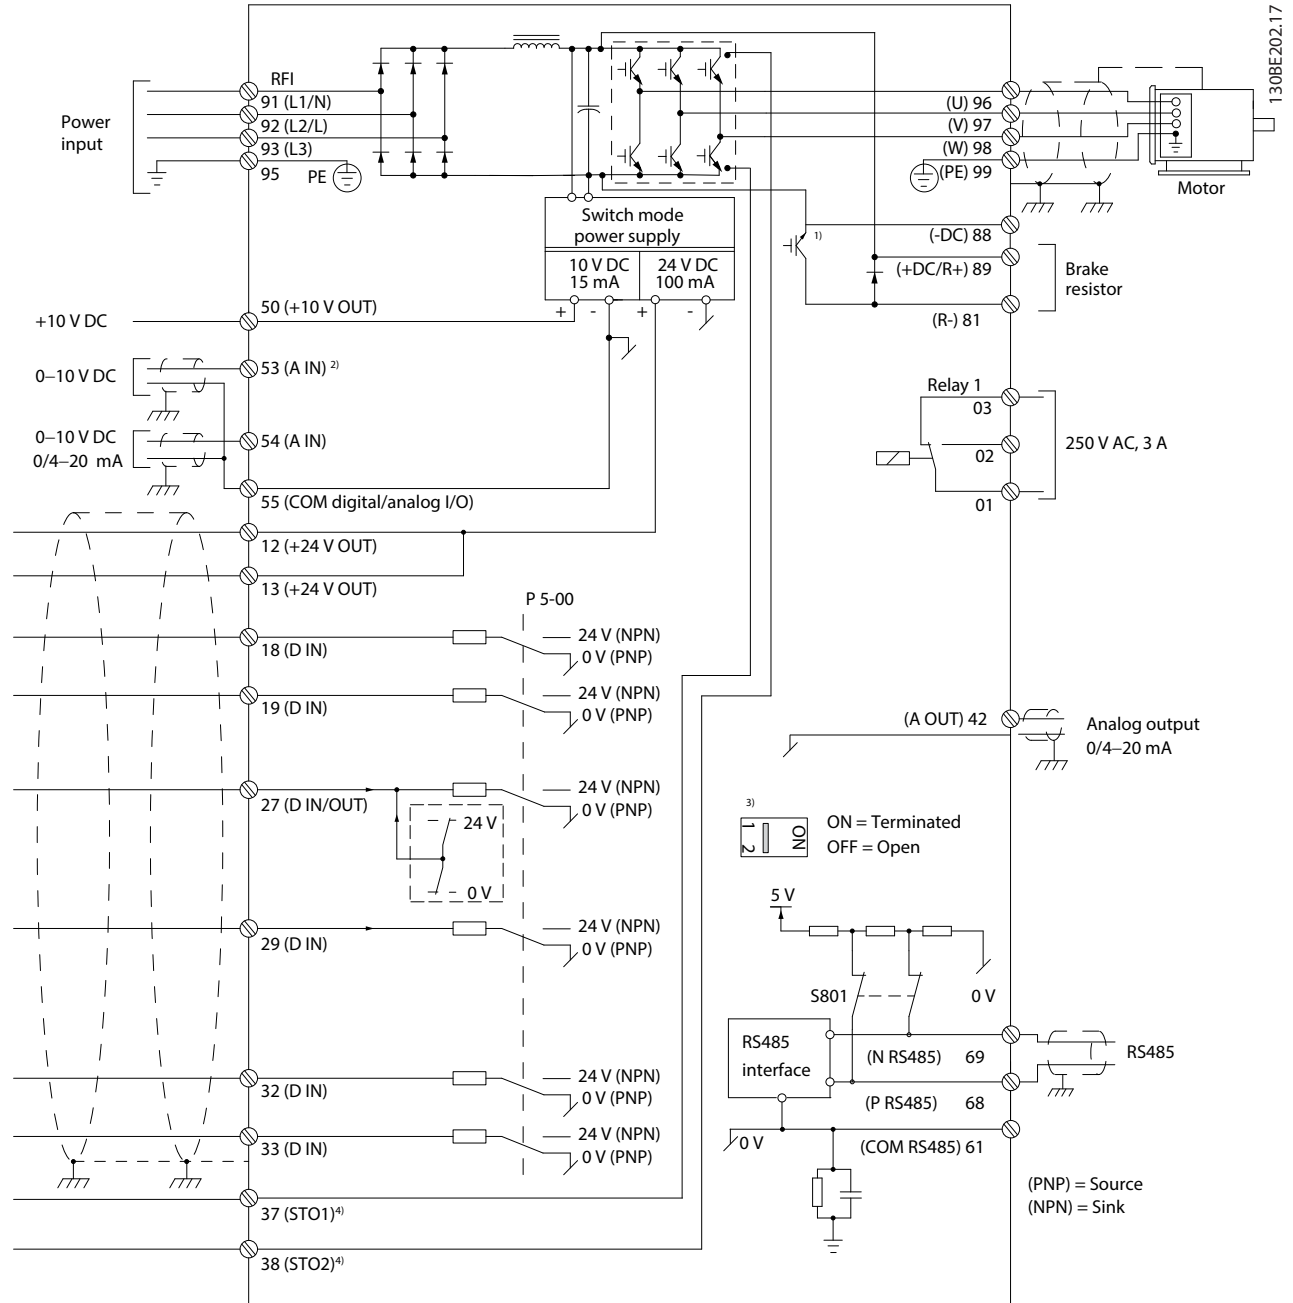 130BE202.17
RFI
91 (L1/N)
92 (L2/L)
93 (L3)
95
PE
Power
input
(U) 96
(V) 97
(W) 98
(PE) 99
Motor
Switch mode
power supply
10 V DC
15 mA
24 V DC
100 mA
+ - + -
1)
(-DC) 88
(+DC/R+) 89
(R-) 81
Brake
resistor
+10 V DC
50 (+10 V OUT)
0–10 V DC
53 (A IN) 2)
0–10 V DC
0/4–20 mA
54 (A IN)
55 (COM digital/analog I/O)
12 (+24 V OUT)
13 (+24 V OUT)
Relay 1
03
02
01
250 V AC, 3 A
P 5-00
18 (D IN)
24 V (NPN)
0 V (PNP)
19 (D IN)
24 V (NPN)
0 V (PNP)
27 (D IN/OUT)
24 V (NPN)
0 V (PNP)
24 V
0 V
29 (D IN)
24 V (NPN)
0 V (PNP)
32 (D IN)
24 V (NPN)
0 V (PNP)
33 (D IN)
24 V (NPN)
0 V (PNP)
37 (STO1)4)
38 (STO2)4)
(A OUT) 42
Analog output
0/4–20 mA
3)
1 2 ON
ON = Terminated
OFF = Open
5 V
S801
0 V
RS485
interface
(N RS485) 69
(P RS485) 68
RS485
0 V
(COM RS485) 61
(PNP) = Source
(NPN) = Sink